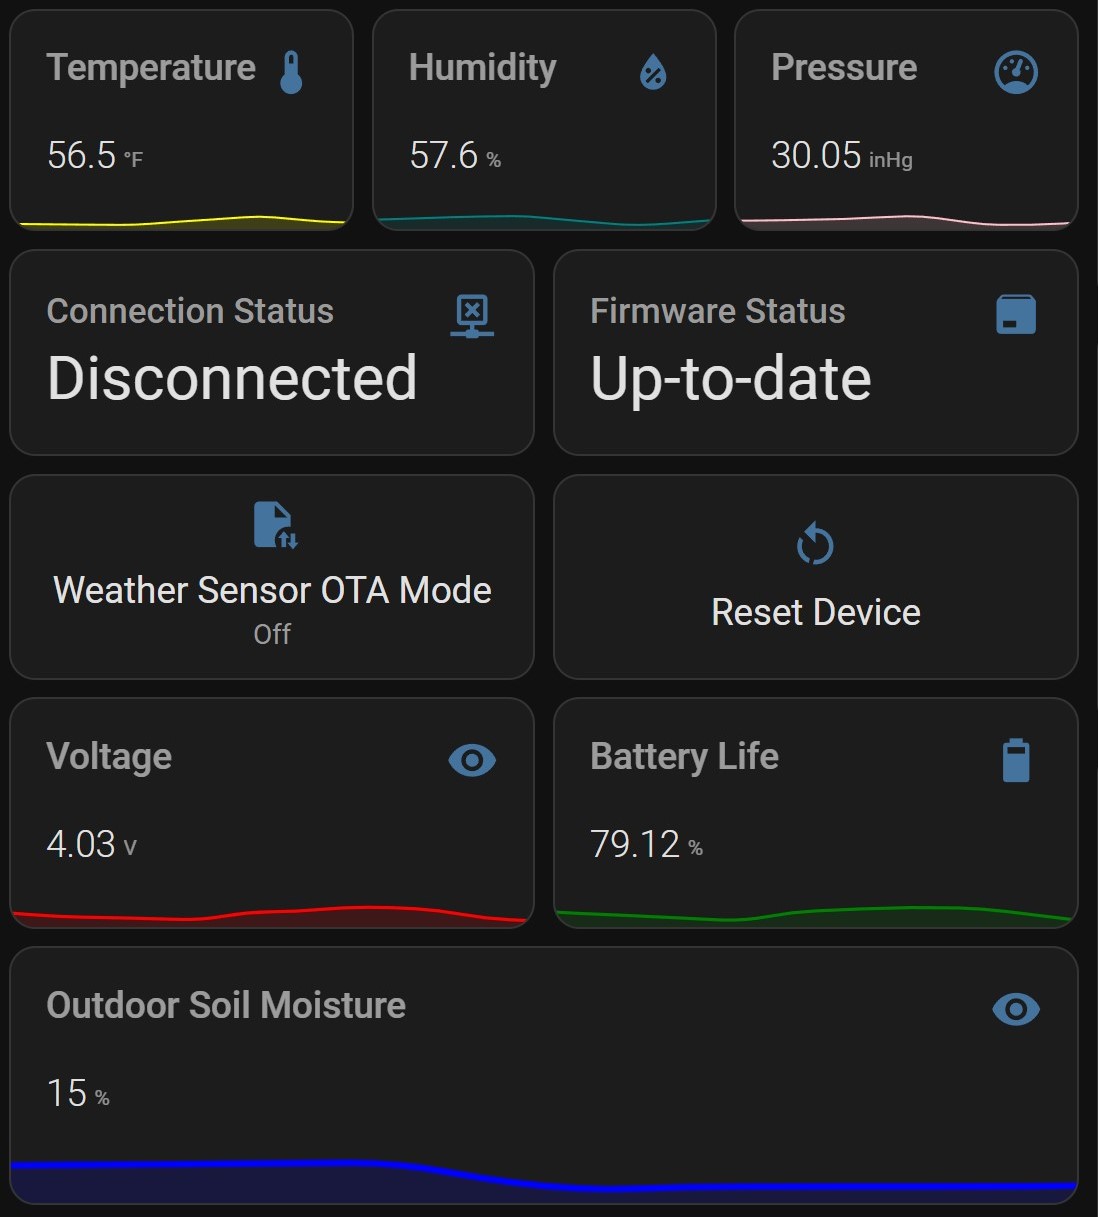 Temperature
56.5 °F
Humidity
57.6 %
Pressure
30.05 inHg
Connection Status
Disconnected
Firmware Status
Up-to-date
Weather Sensor OTA Mode
Off
Reset Device
Voltage
4.03 V
Battery Life
79.12 %
Outdoor Soil Moisture
15 %